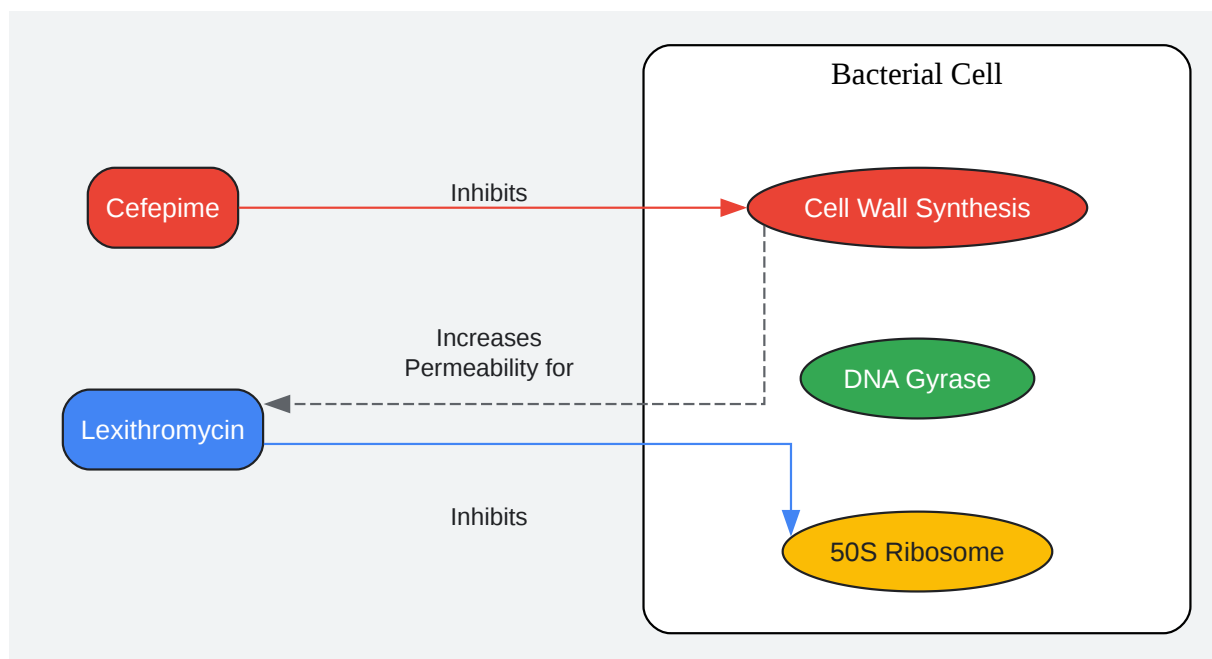 Bacterial Cell
Cefepime
Inhibits
Cell Wall Synthesis
Increases
Permeability for
DNA Gyrase
Lexithromycin
Inhibits
50S Ribosome